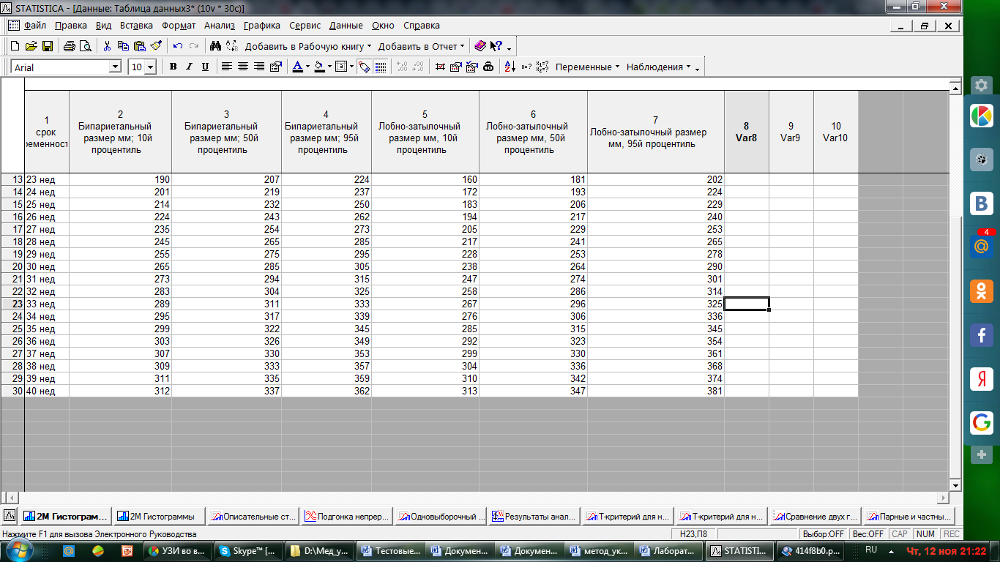 STATISTICA - [Данные: Таблица данных3* (10v * 30c)]
Файл Правка Вид Вставка Формат Анализ Графика Сервис Данные Окно Справка
Добавить в Рабочую книгу Добавить в Отчет
Arial 10 B I U Переменные Наблюдения
1 срок ременност
2 Бипариетальный размер мм; 10й процентиль
3 Бипариетальный размер мм; 50й процентиль
4 Бипариетальный размер мм; 95й процентиль
5 Лобно-затылочный размер мм, 10й процентиль
6 Лобно-затылочный размер мм, 50й процентиль
7 Лобно-затылочный размер мм, 95й процентиль
8 Var8
9 Var9
10 Var10
13 23 нед 190 207 224 160 181 202
14 24 нед 201 219 237 172 193 224
15 25 нед 214 232 250 183 206 229
16 26 нед 224 243 262 194 217 240
17 27 нед 235 254 273 205 229 253
18 28 нед 245 265 285 217 241 265
19 29 нед 255 275 295 228 253 278
20 30 нед 265 285 305 238 264 290
21 31 нед 273 294 315 247 274 301
22 32 нед 283 304 325 258 286 314
23 33 нед 289 311 333 267 296 325
24 34 нед 295 317 339 276 306 336
25 35 нед 299 322 345 285 315 345
26 36 нед 303 326 349 292 323 354
27 37 нед 307 330 353 299 330 361
28 38 нед 309 333 357 304 336 368
29 39 нед 311 335 359 310 342 374
30 40 нед 312 337 362 313 347 381
2М Гистограм... 2М Гистограммы Описательные ст... Подгонка непрер... Одновыборочный ... Результаты анал... Т-критерий для н... Т-критерий для н... Сравнение двух г... Парные и частны...
Нажмите F1 для вызова Электронного Руководства Н23,П8 Выбор:OFF Вес:OFF CAP NUM REC
УЗИ во в... Skype™ [... D:\Мед_у... Тестовые... Докумен... Докумен... метод_ук... Лаборат... STATISTI... 414f8b0.p... RU Чт, 12 ноя 21:22
В
4
@
f
Я
G